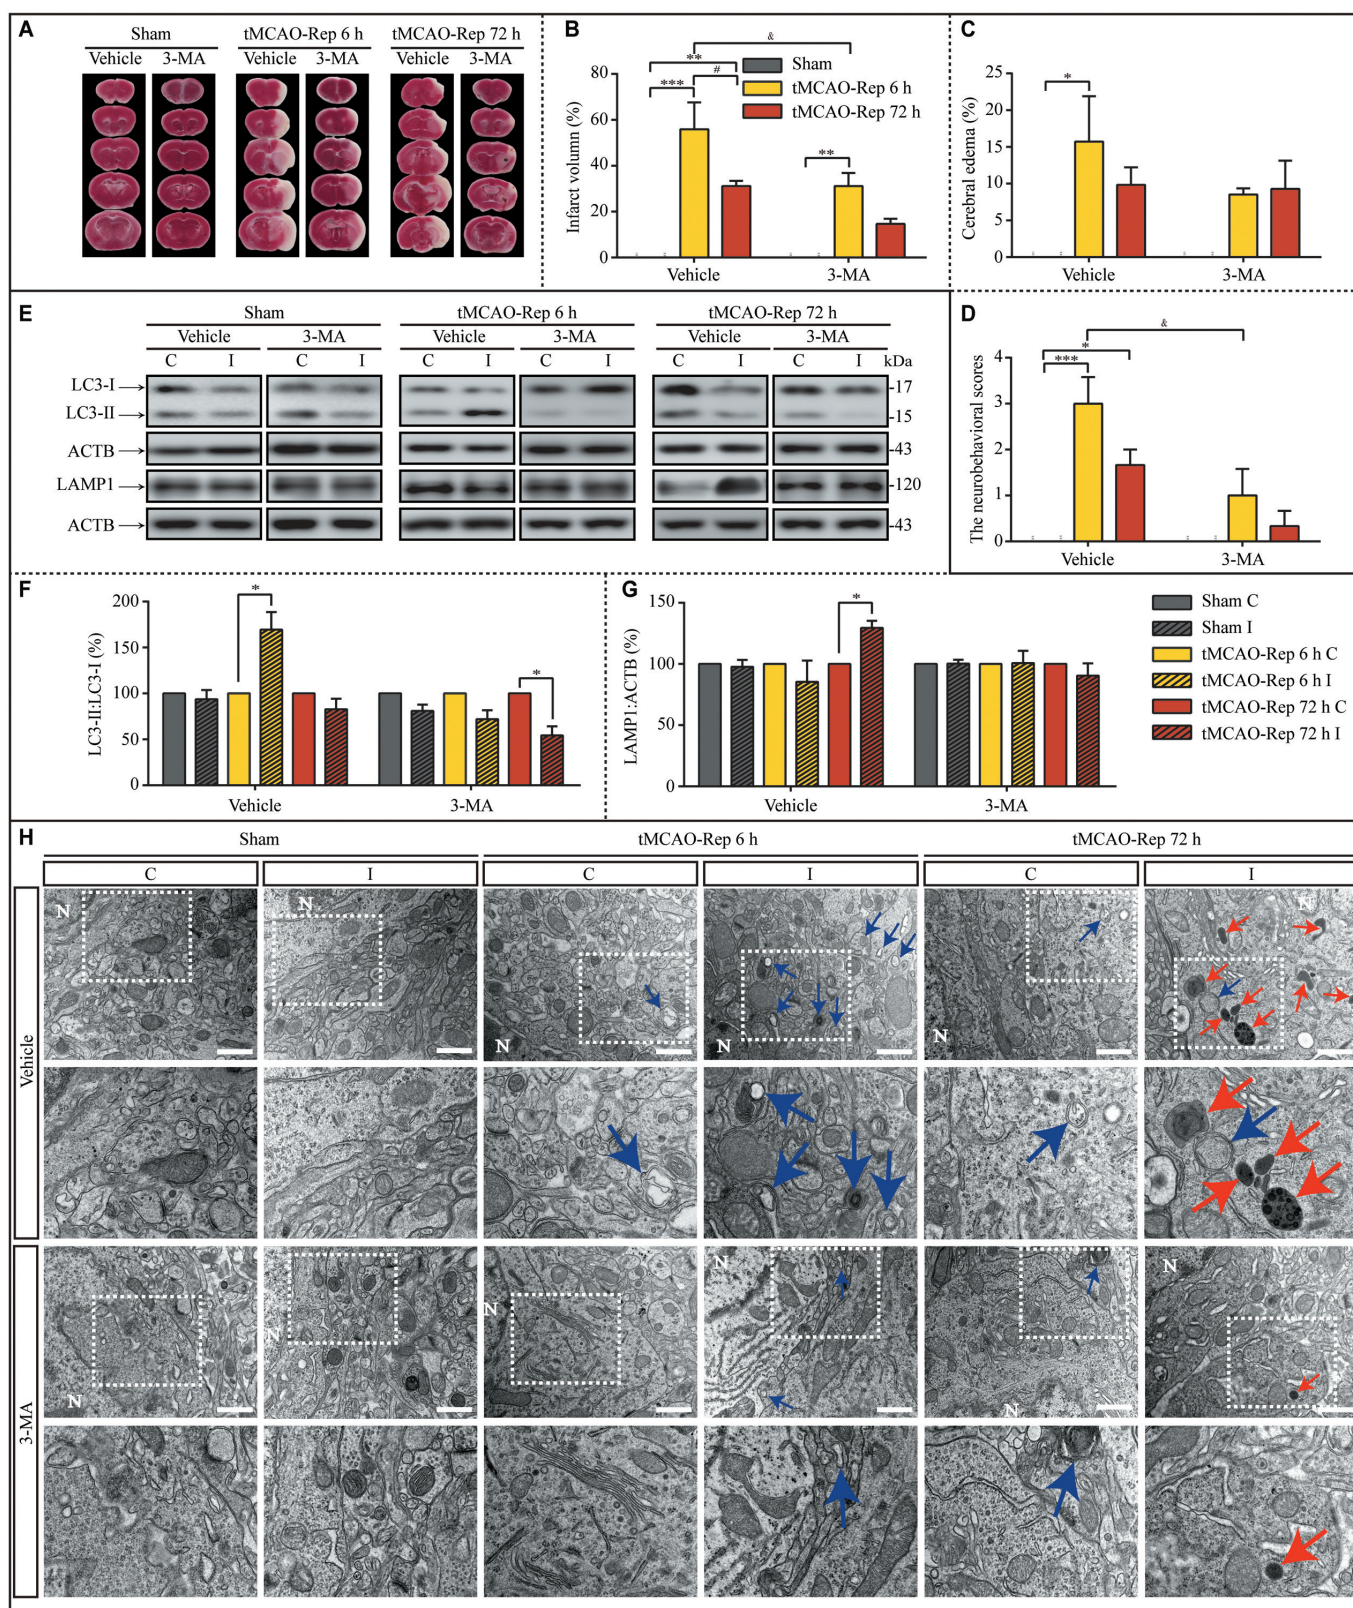 A
Sham
tMCAO-Rep 6 h
tMCAO-Rep 72 h
Vehicle 3-MA Vehicle 3-MA Vehicle 3-MA
B
&
** #
***
**
Sham
tMCAO-Rep 6 h
tMCAO-Rep 72 h
Infarct volumn (%)
80
60
40
20
0
Vehicle 3-MA
C
*
Cerebral edema (%)
25
20
15
10
5
0
Vehicle 3-MA
E
Sham tMCAO-Rep 6 h tMCAO-Rep 72 h
Vehicle 3-MA Vehicle 3-MA Vehicle 3-MA
C I C I C I C I C I C I kDa
LC3-I -17
LC3-II -15
ACTB -43
LAMP1 -120
ACTB -43
D
&
*
***
The neurobehavioral scores
4
3
2
1
0
Vehicle 3-MA
F
*
*
LC3-II:LC3-I (%)
200
150
100
50
0
Vehicle 3-MA
G
*
LAMP1:ACTB (%)
150
100
50
0
Vehicle 3-MA
Sham C
Sham I
tMCAO-Rep 6 h C
tMCAO-Rep 6 h I
tMCAO-Rep 72 h C
tMCAO-Rep 72 h I
H
Sham tMCAO-Rep 6 h tMCAO-Rep 72 h
C I C I C I
Vehicle
N N N N N N
3-MA
N N N N N N